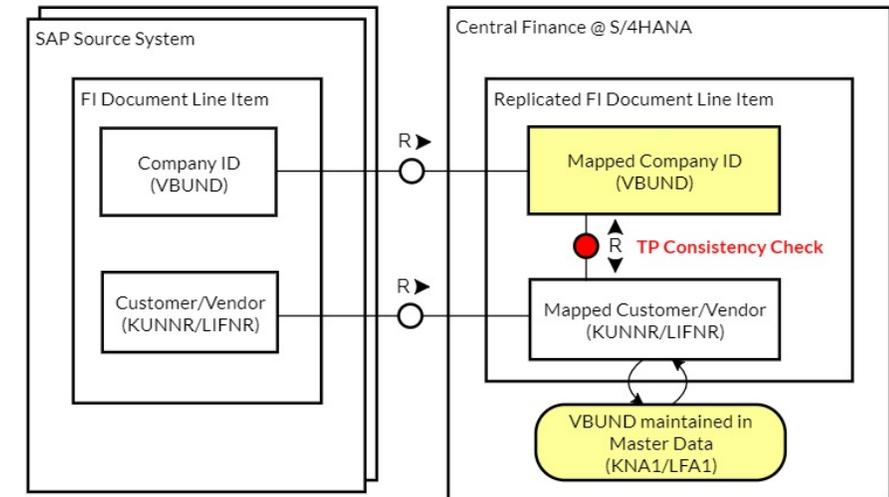 SAP Source System
FI Document Line Item
Company ID
(VBUND)
Customer/Vendor
(KUNNR/LIFNR)
R
R
Central Finance @ S/4HANA
Replicated FI Document Line Item
Mapped Company ID
(VBUND)
R
TP Consistency Check
Mapped Customer/Vendor
(KUNNR/LIFNR)
VBUND maintained in
Master Data
(KNA1/LFA1)